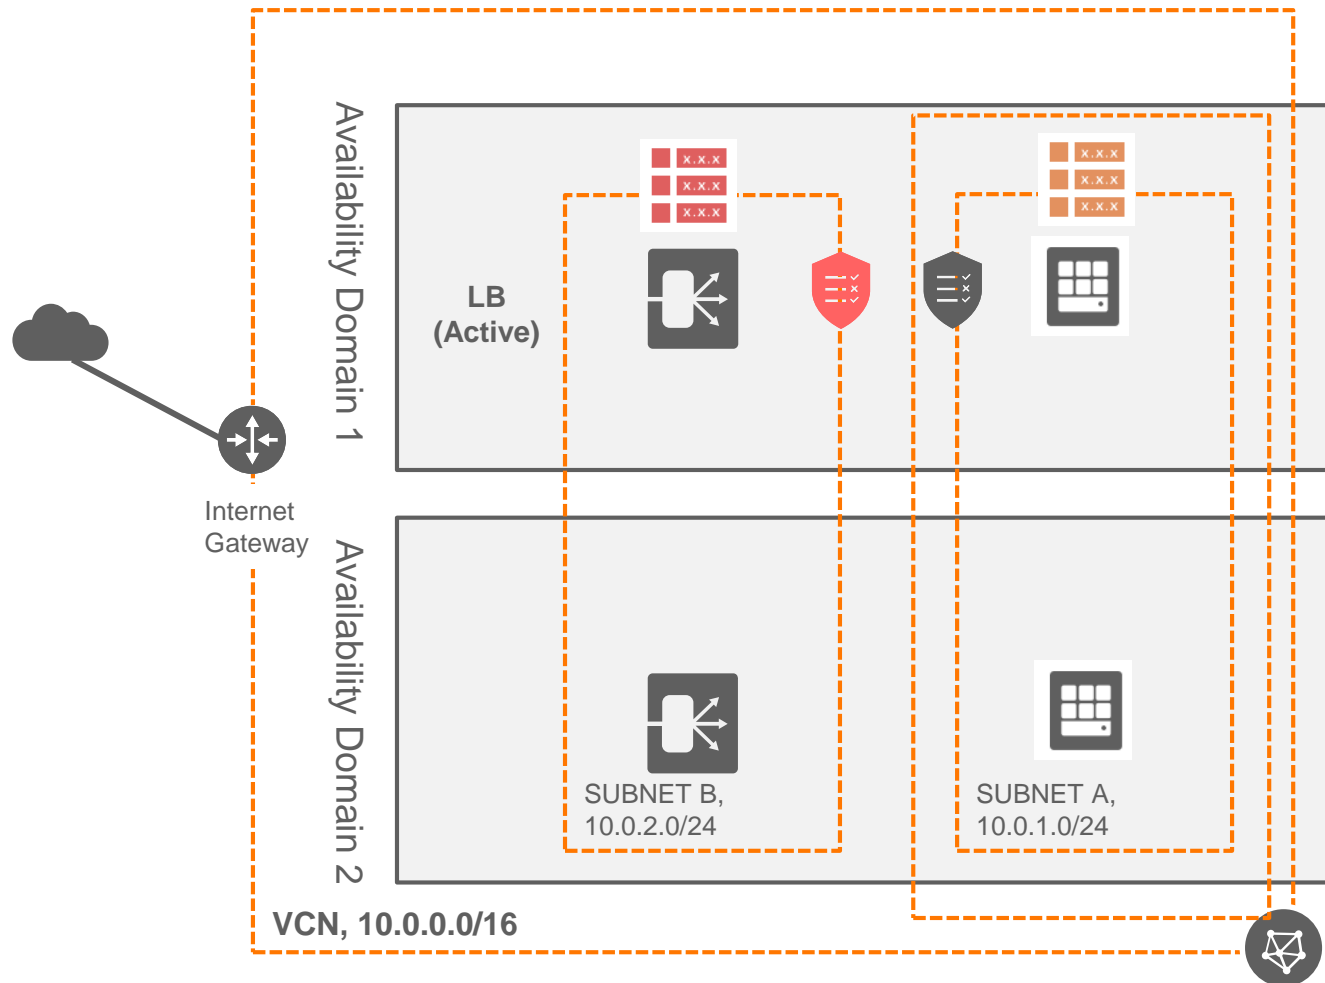 Availability Domain 1
x.x.x
x.x.x
x.x.x
x.x.x
x.x.x
x.x.x
LB
(Active)
Internet
Gateway
Availability Domain 2
SUBNET B,
10.0.2.0/24
SUBNET A,
10.0.1.0/24
VCN, 10.0.0.0/16